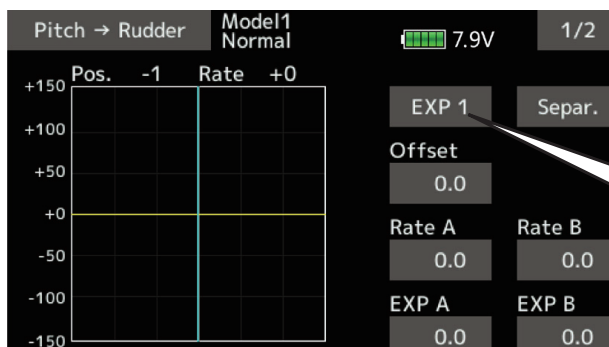 Pitch → Rudder
Model1
Normal
7.9V
1/2
Pos. -1 Rate +0
+150
+100
+50
+0
-50
-100
-150
EXP 1
Separ.
Offset
0.0
Rate A Rate B
0.0 0.0
EXP A EXP B
0.0 0.0